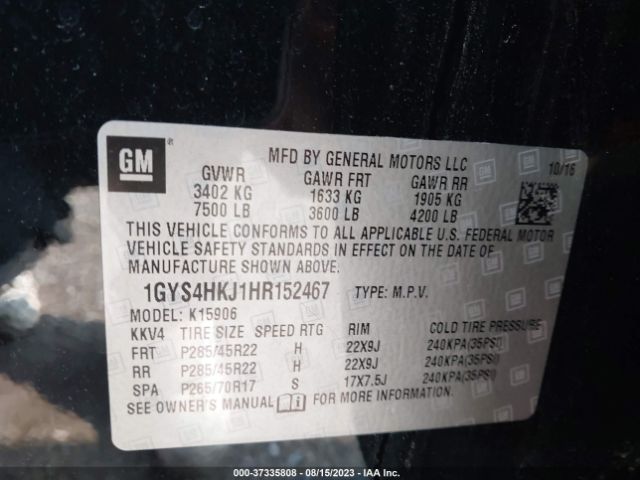 GM ®
MFD BY GENERAL MOTORS LLC 10/16
GVWR GAWR FRT GAWR RR
3402 KG 1633 KG 1905 KG
7500 LB 3600 LB 4200 LB
THIS VEHICLE CONFORMS TO ALL APPLICABLE U.S. FEDERAL MOTOR
VEHICLE SAFETY STANDARDS IN EFFECT ON THE DATE OF
MANUFACTURE SHOWN ABOVE.
1GYS4HKJ1HR152467 TYPE: M.P.V.
MODEL: K15906
KKV4 TIRE SIZE SPEED RTG RIM COLD TIRE PRESSURE
FRT P285/45R22 H 22X9J 240KPA(35PSI)
RR P285/45R22 H 22X9J 240KPA(35PSI)
SPA P265/70R17 S 17X7.5J 240KPA(35PSI)
SEE OWNER'S MANUAL FOR MORE INFORMATION.
000-37335808 - 08/15/2023 - IAA Inc.